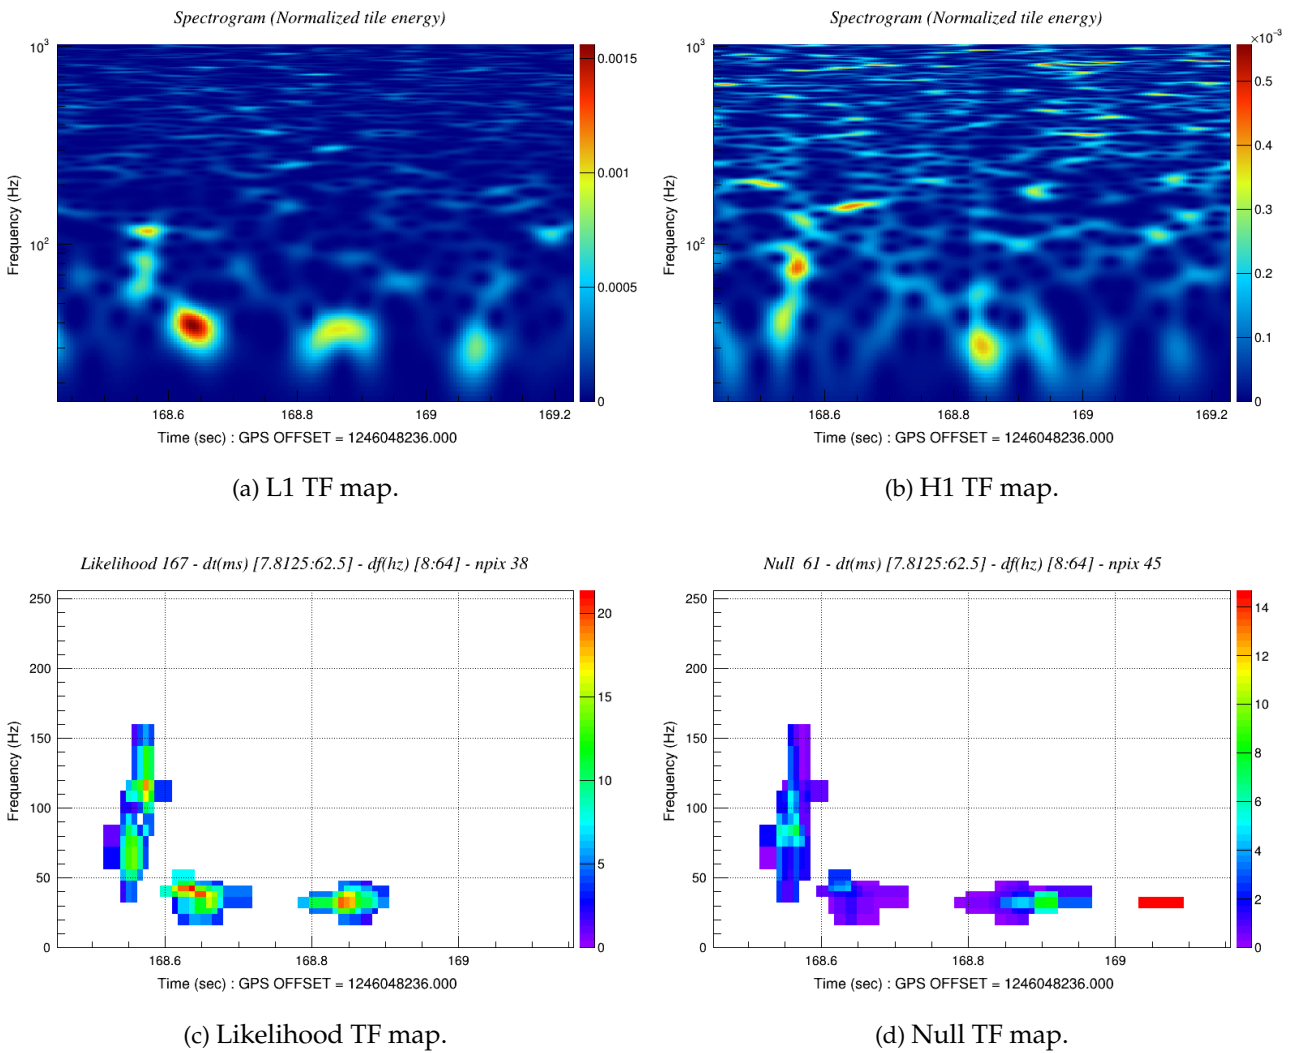 Spectrogram (Normalized tile energy)
10³
10²
Frequency (Hz)
168.6 168.8 169 169.2
Time (sec) : GPS OFFSET = 1246048236.000
0.0015
0.001
0.0005
0
(a) L1 TF map.
Spectrogram (Normalized tile energy)
×10⁻³
10³
10²
Frequency (Hz)
168.6 168.8 169 169.2
Time (sec) : GPS OFFSET = 1246048236.000
0.5
0.4
0.3
0.2
0.1
0
(b) H1 TF map.
Likelihood 167 - dt(ms) [7.8125:62.5] - df(hz) [8:64] - npix 38
250
200
150
100
50
0
Frequency (Hz)
168.6 168.8 169
Time (sec) : GPS OFFSET = 1246048236.000
20
15
10
5
0
(c) Likelihood TF map.
Null 61 - dt(ms) [7.8125:62.5] - df(hz) [8:64] - npix 45
250
200
150
100
50
0
Frequency (Hz)
168.6 168.8 169
Time (sec) : GPS OFFSET = 1246048236.000
14
12
10
8
6
4
2
0
(d) Null TF map.